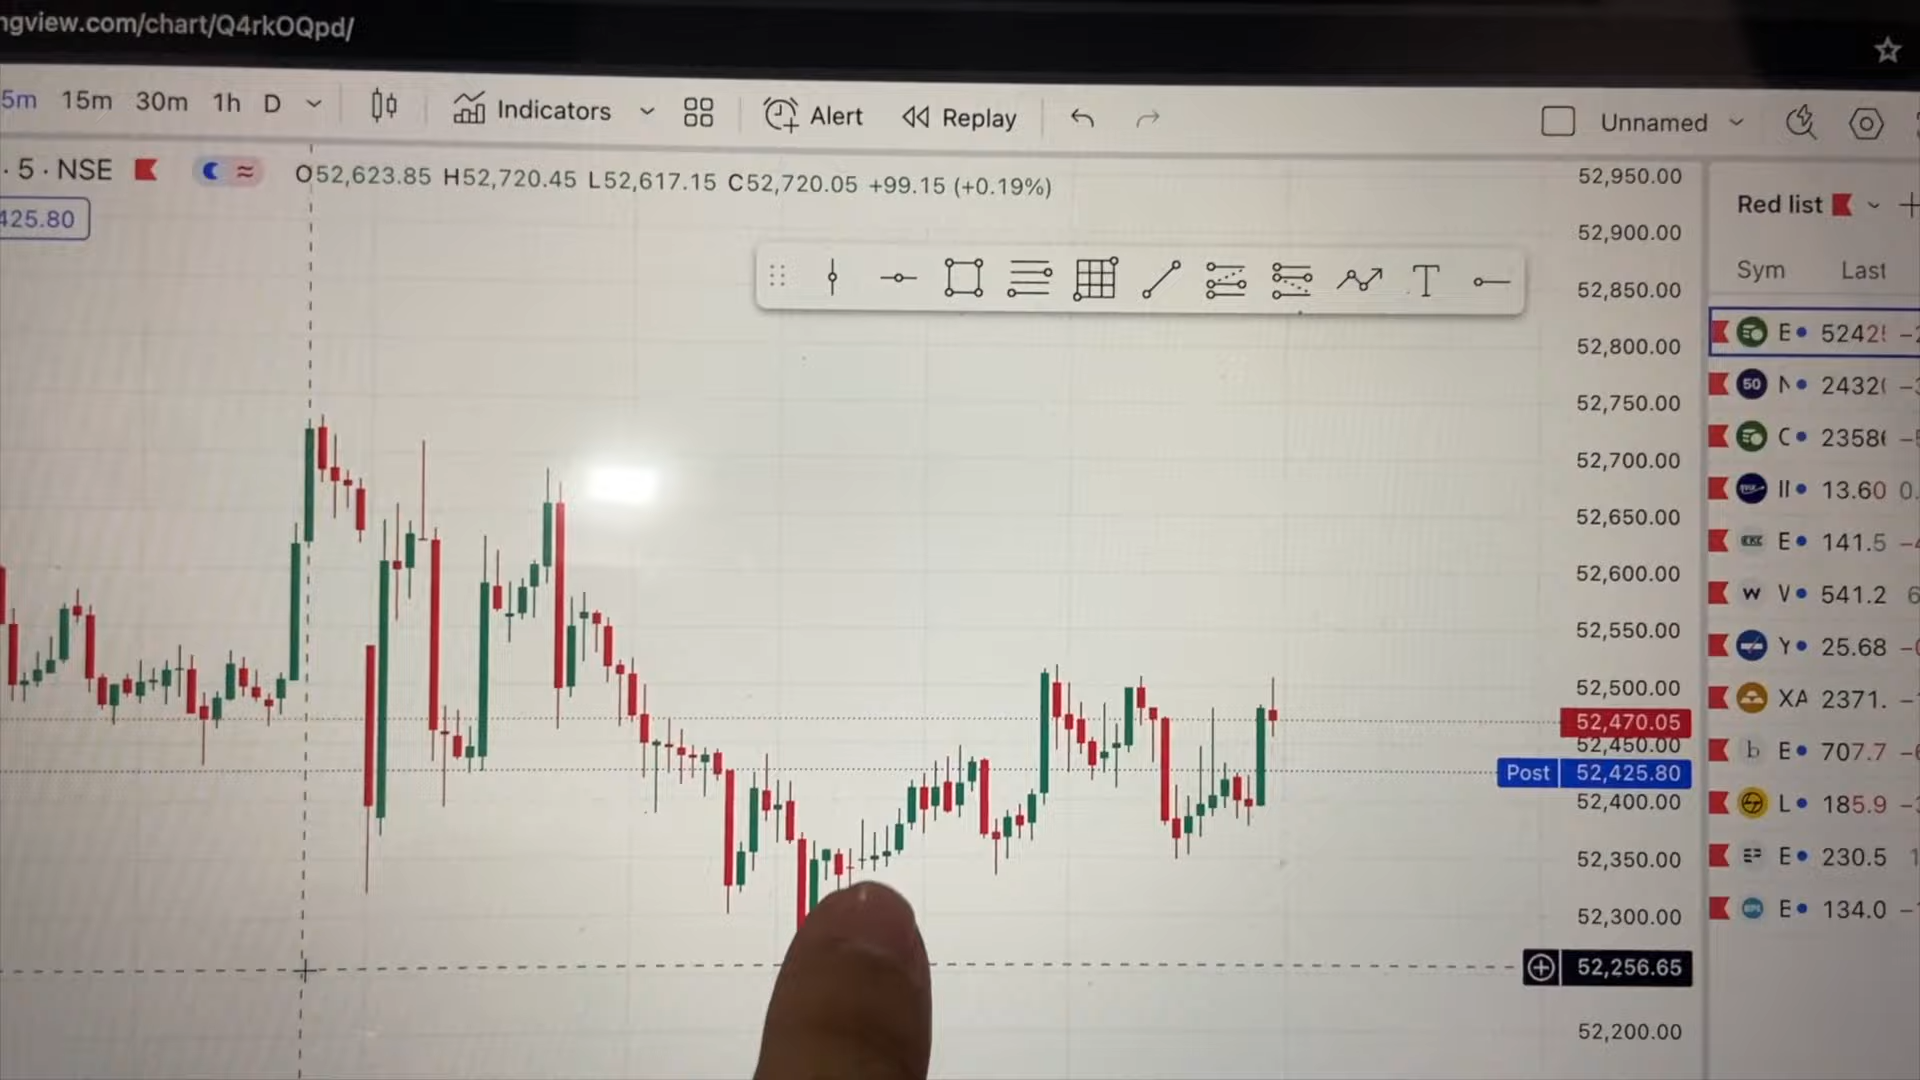 ngview.com/chart/Q4rkOQpd/
5m 15m 30m 1h D Indicators Alert Replay Unnamed
· 5 · NSE O52,623.85 H52,720.45 L52,617.15 C52,720.05 +99.15 (+0.19%)
425.80
52,950.00
52,900.00
52,850.00
52,800.00
52,750.00
52,700.00
52,650.00
52,600.00
52,550.00
52,500.00
52,470.05
52,450.00
Post 52,425.80
52,400.00
52,350.00
52,300.00
52,256.65
52,200.00
T
Red list
Sym Last
E 5242
50 N 2432
C 2358
13.60 0.
E 141.5
W V 541.2 6
Y 25.68
XA 2371.
b E 707.7
L 185.9
E 230.5 1
E 134.0